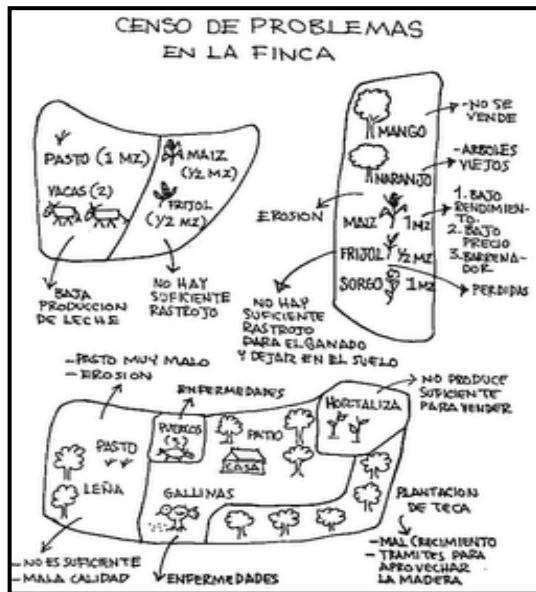 CENSO DE PROBLEMAS
EN LA FINCA
PASTO (1 MZ)
VACAS (2)
MAIZ
(1/2 MZ)
FRIJOL
(1/2 MZ)
BAJA
PRODUCCION
DE LECHE
NO HAY
SUFICIENTE
RASTROJO
MANGO
NARANJO
MAIZ 1 MZ
FRIJOL 1/2 MZ
SORGO 1 MZ
EROSION
- NO SE
VENDE
- ARBOLES
VIEJOS
1. BAJO
RENDIMIEN-
TO.
2. BAJO
PRECIO
3. BARRENA-
DOR
PERDIDAS
NO HAY
SUFICIENTE
RASTROJO
PARA EL GANADO
Y DEJAR EN EL SUELO
- PASTO MUY MALO
- EROSION
ENFERMEDADES
NO PRODUCE
SUFICIENTE
PARA VENDER
PASTO
LEÑA
PUERCOS
PATIO
CASA
HORTALIZA
GALLINAS
PLANTACION
DE TECA
- MAL CRECIMIENTO
- TRAMITES PARA
APROVECHAR
LA MADERA
- NO ES SUFICIENTE
- MALA CALIDAD
ENFERMEDADES